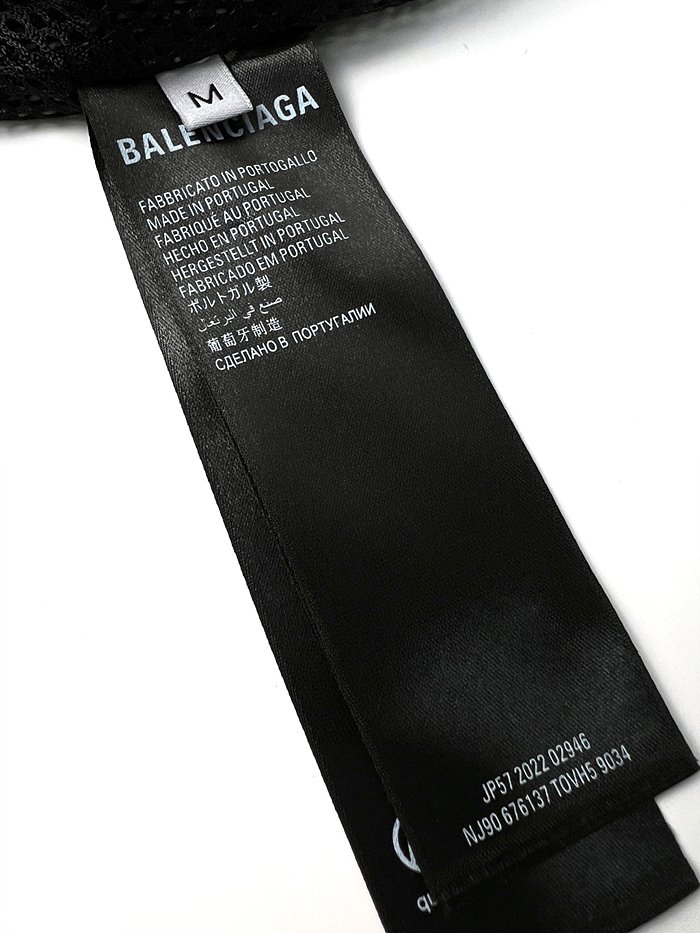 M
BALENCIAGA
FABBRICATO IN PORTOGALLO
MADE IN PORTUGAL
FABRIQUÉ AU PORTUGAL
HECHO EN PORTUGAL
HERGESTELLT IN PORTUGAL
FABRICADO EM PORTUGAL
ポルトガル製
صنع في البرتغال
葡萄牙制造
СДЕЛАНО В ПОРТУГАЛИИ
JP57 2022 02946
NJ90 676137 TOVH5 9034